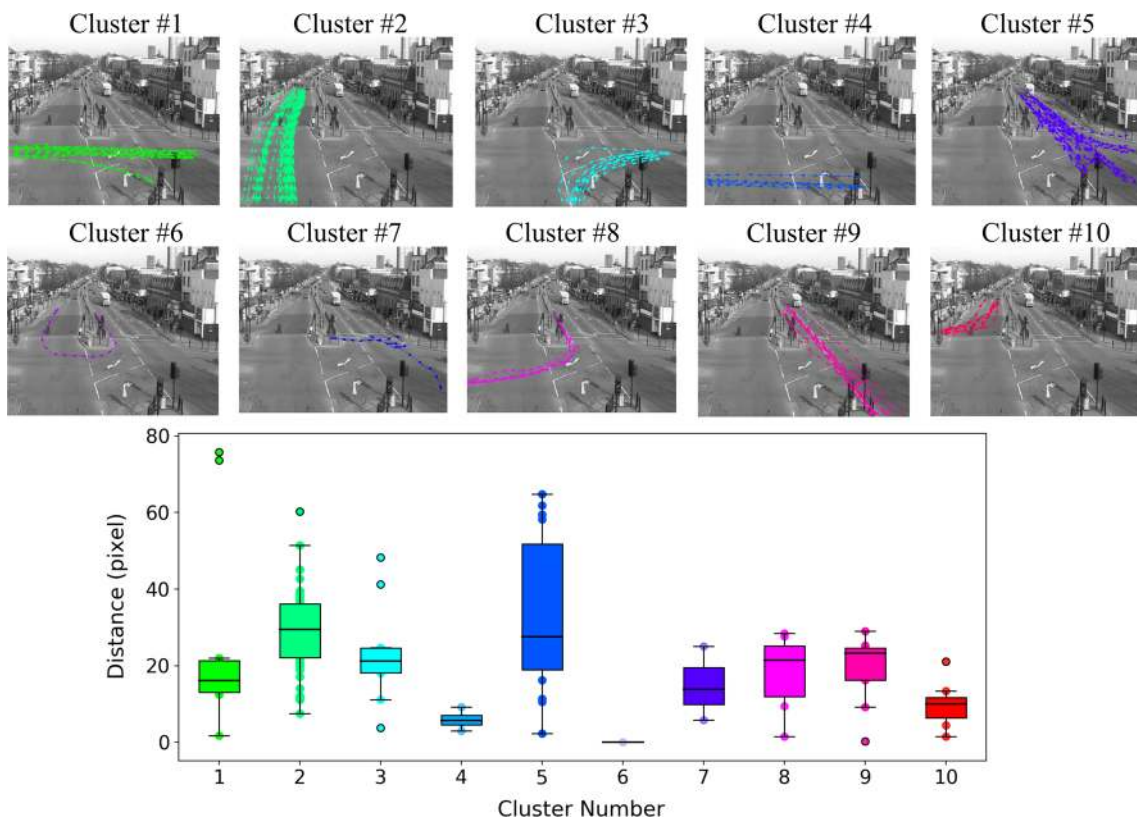 Cluster #1 Cluster #2 Cluster #3 Cluster #4 Cluster #5
Cluster #6 Cluster #7 Cluster #8 Cluster #9 Cluster #10
80
60
40
20
0
Distance (pixel)
1 2 3 4 5 6 7 8 9 10
Cluster Number